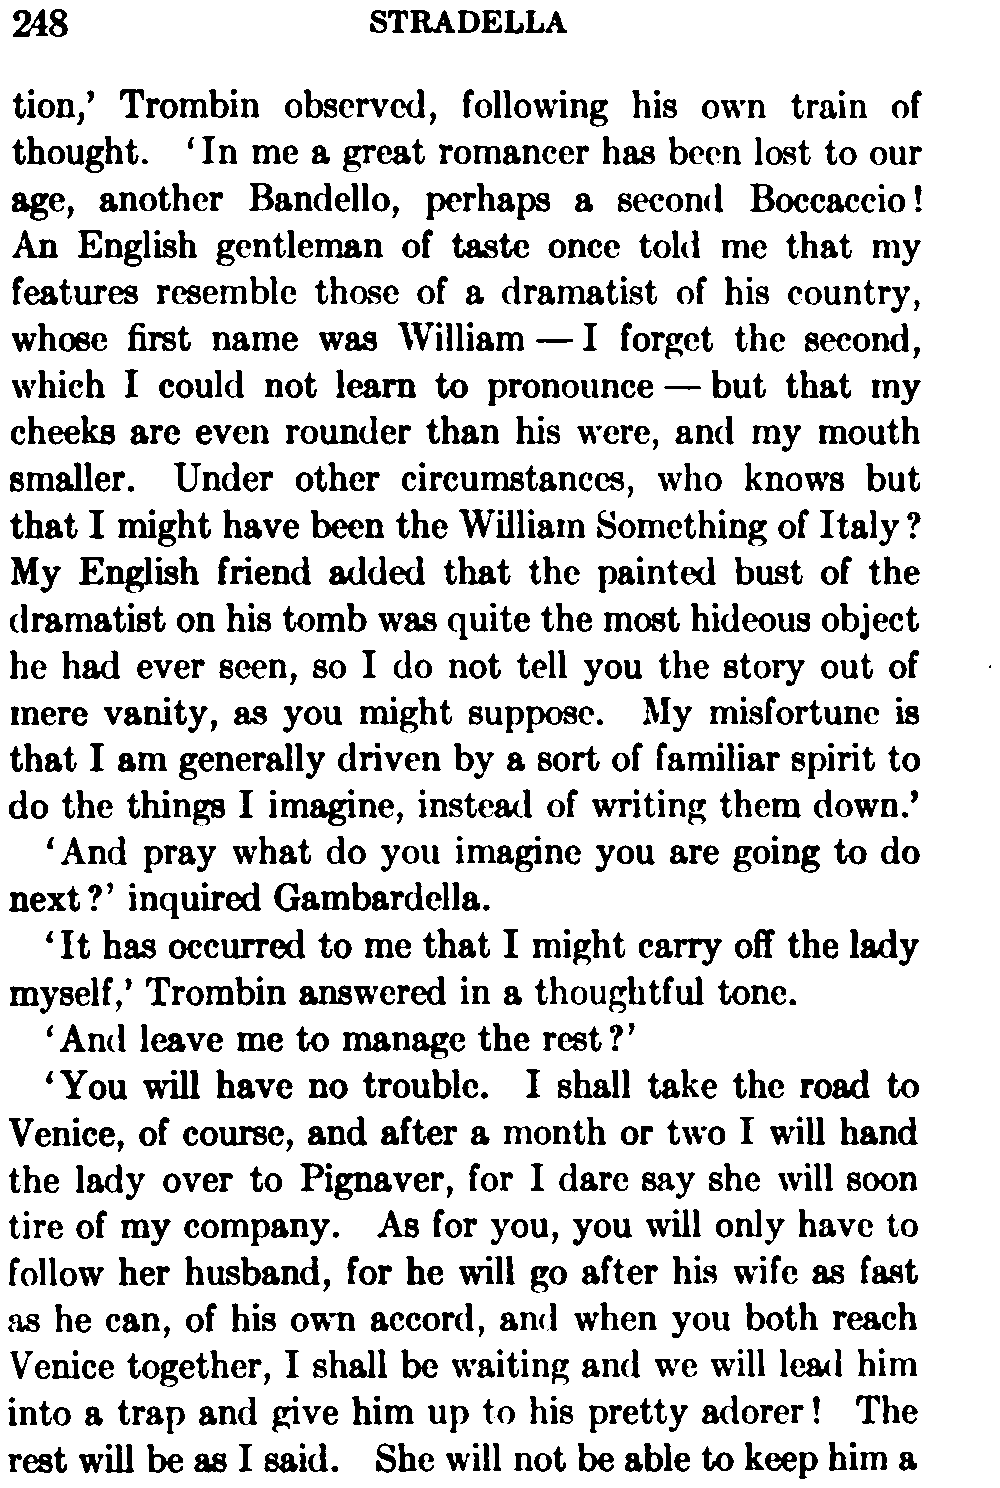 248 STRADELLA
tion,' Trombin observed, following his own train of
thought. 'In me a great romancer has been lost to our
age, another Bandello, perhaps a second Boccaccio!
An English gentleman of taste once told me that my
features resemble those of a dramatist of his country,
whose first name was William — I forget the second,
which I could not learn to pronounce — but that my
cheeks are even rounder than his were, and my mouth
smaller. Under other circumstances, who knows but
that I might have been the William Something of Italy?
My English friend added that the painted bust of the
dramatist on his tomb was quite the most hideous object
he had ever seen, so I do not tell you the story out of
mere vanity, as you might suppose. My misfortune is
that I am generally driven by a sort of familiar spirit to
do the things I imagine, instead of writing them down.'
'And pray what do you imagine you are going to do
next?' inquired Gambardella.
'It has occurred to me that I might carry off the lady
myself,' Trombin answered in a thoughtful tone.
'And leave me to manage the rest?'
'You will have no trouble. I shall take the road to
Venice, of course, and after a month or two I will hand
the lady over to Pignaver, for I dare say she will soon
tire of my company. As for you, you will only have to
follow her husband, for he will go after his wife as fast
as he can, of his own accord, and when you both reach
Venice together, I shall be waiting and we will lead him
into a trap and give him up to his pretty adorer! The
rest will be as I said. She will not be able to keep him a